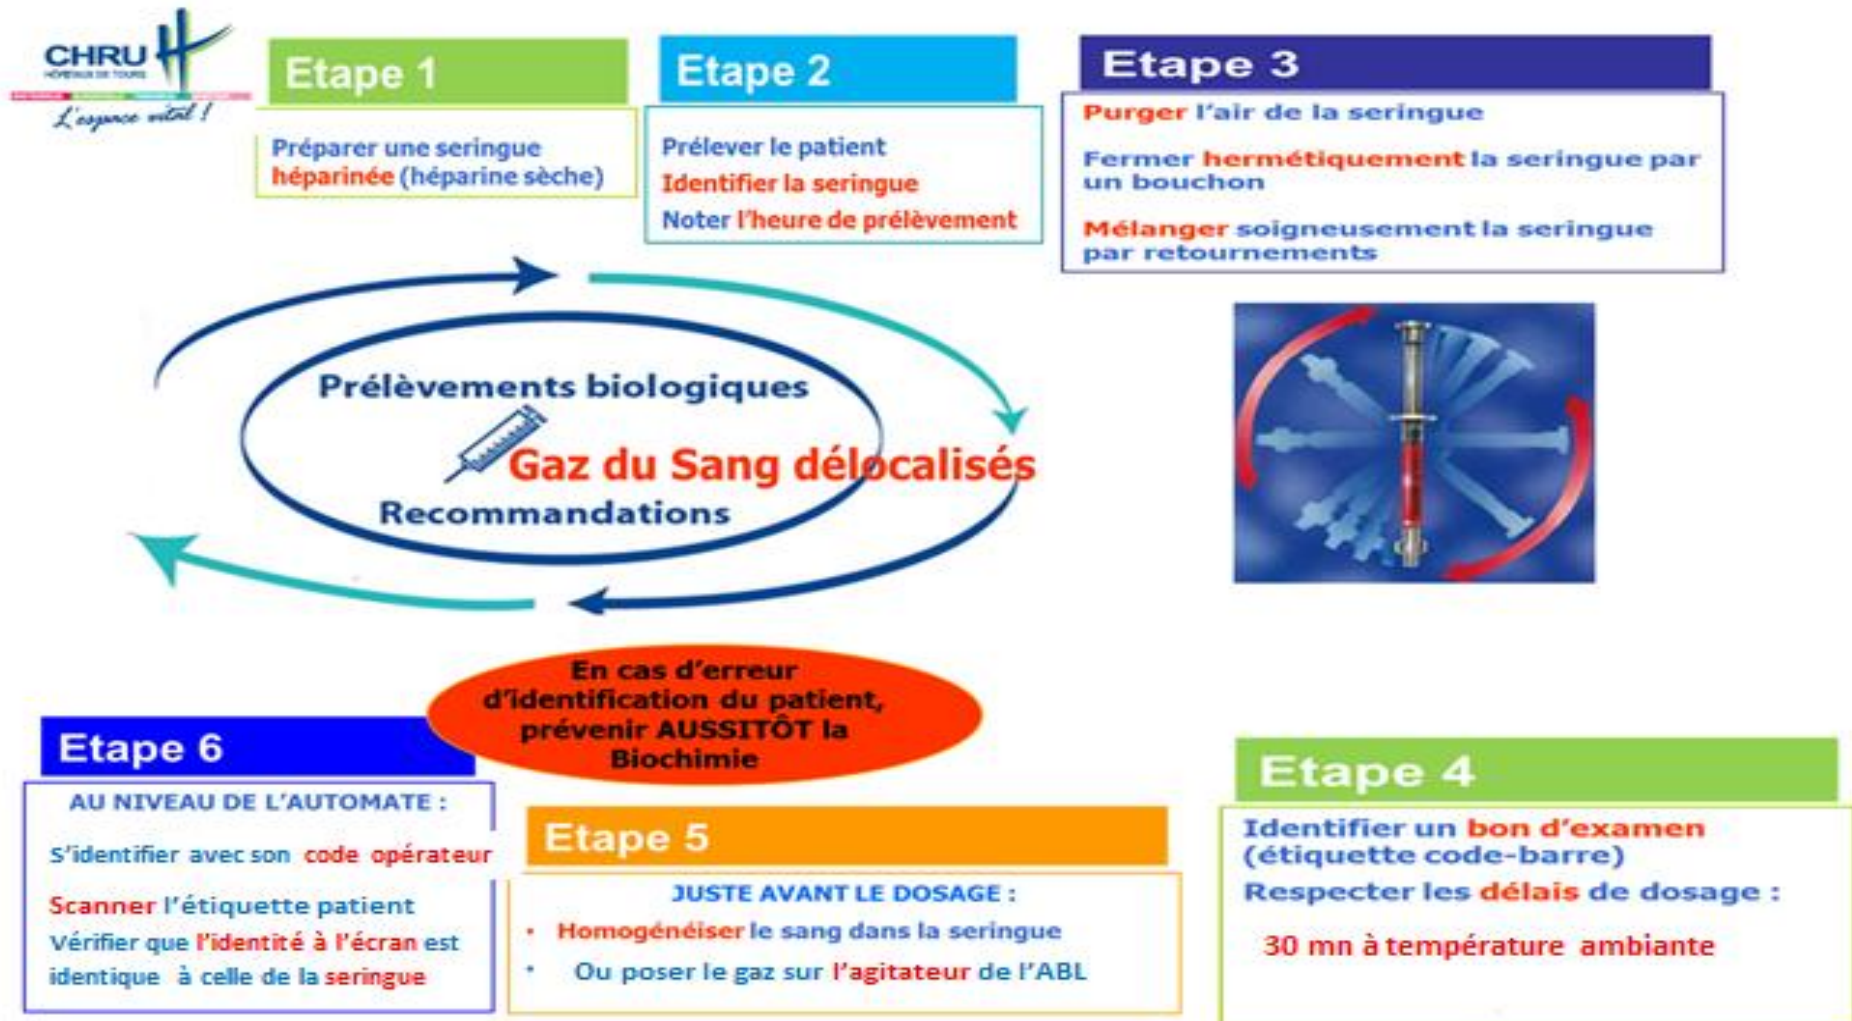 CHRU
HÔPITAUX DE TOURS
L'espace vital !
Etape 1
Préparer une seringue
héparinée (héparine sèche)
Etape 2
Prélever le patient
Identifier la seringue
Noter l'heure de prélèvement
Etape 3
Purger l'air de la seringue
Fermer hermétiquement la seringue par
un bouchon
Mélanger soigneusement la seringue
par retournements
Prélèvements biologiques
Gaz du Sang délocalisés
Recommandations
En cas d'erreur
d'identification du patient,
prévenir AUSSITÔT la
Biochimie
Etape 4
Identifier un bon d'examen
(étiquette code-barre)
Respecter les délais de dosage :
30 mn à température ambiante
Etape 5
JUSTE AVANT LE DOSAGE :
• Homogénéiser le sang dans la seringue
• Ou poser le gaz sur l'agitateur de l'ABL
Etape 6
AU NIVEAU DE L'AUTOMATE :
S'identifier avec son code opérateur
Scanner l'étiquette patient
Vérifier que l'identité à l'écran est
identique à celle de la seringue